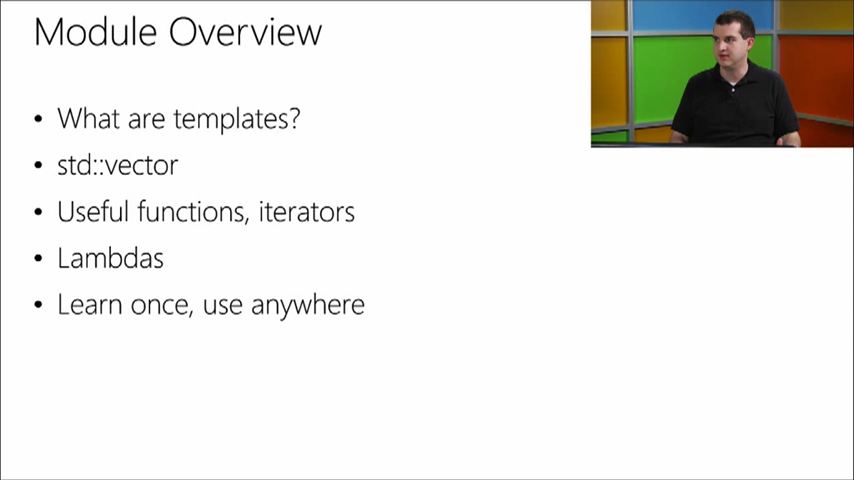 Module Overview
• What are templates?
• std::vector
• Useful functions, iterators
• Lambdas
• Learn once, use anywhere